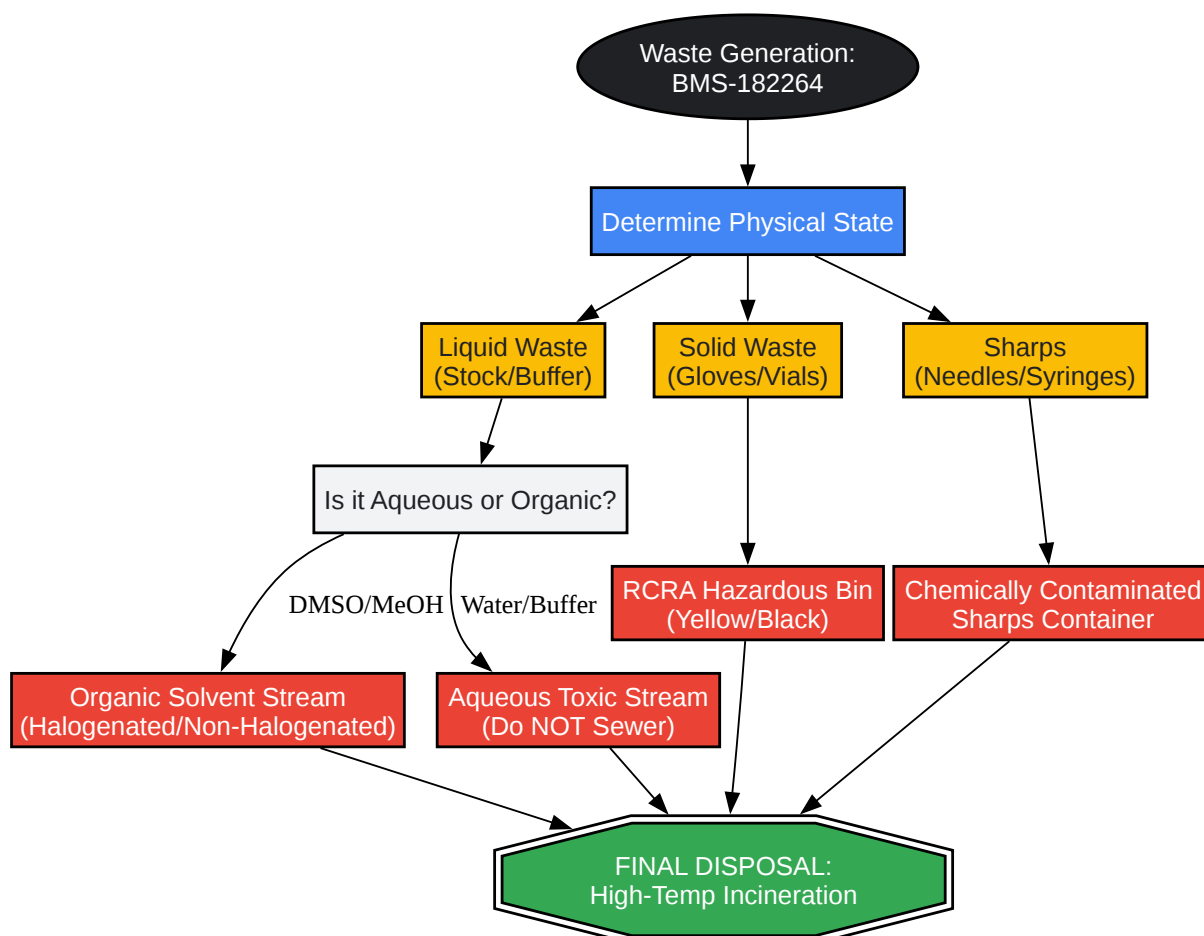 Waste Generation:
BMS-182264
Determine Physical State
Liquid Waste
(Stock/Buffer)
Solid Waste
(Gloves/Vials)
Sharps
(Needles/Syringes)
Is it Aqueous or Organic?
DMSO/MeOH
Water/Buffer
RCRA Hazardous Bin
(Yellow/Black)
Chemically Contaminated
Sharps Container
Organic Solvent Stream
(Halogenated/Non-Halogenated)
Aqueous Toxic Stream
(Do NOT Sewer)
FINAL DISPOSAL:
High-Temp Incineration